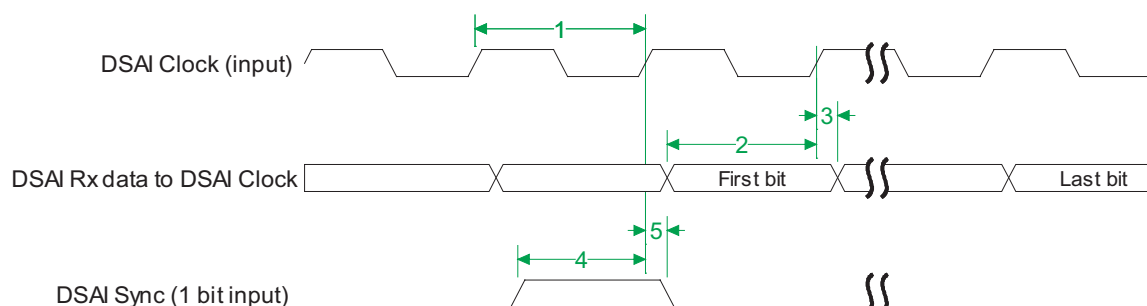 1
DSAI Clock (input)
3
2
DSAI Rx data to DSAI Clock
First bit
Last bit
5
4
DSAI Sync (1 bit input)